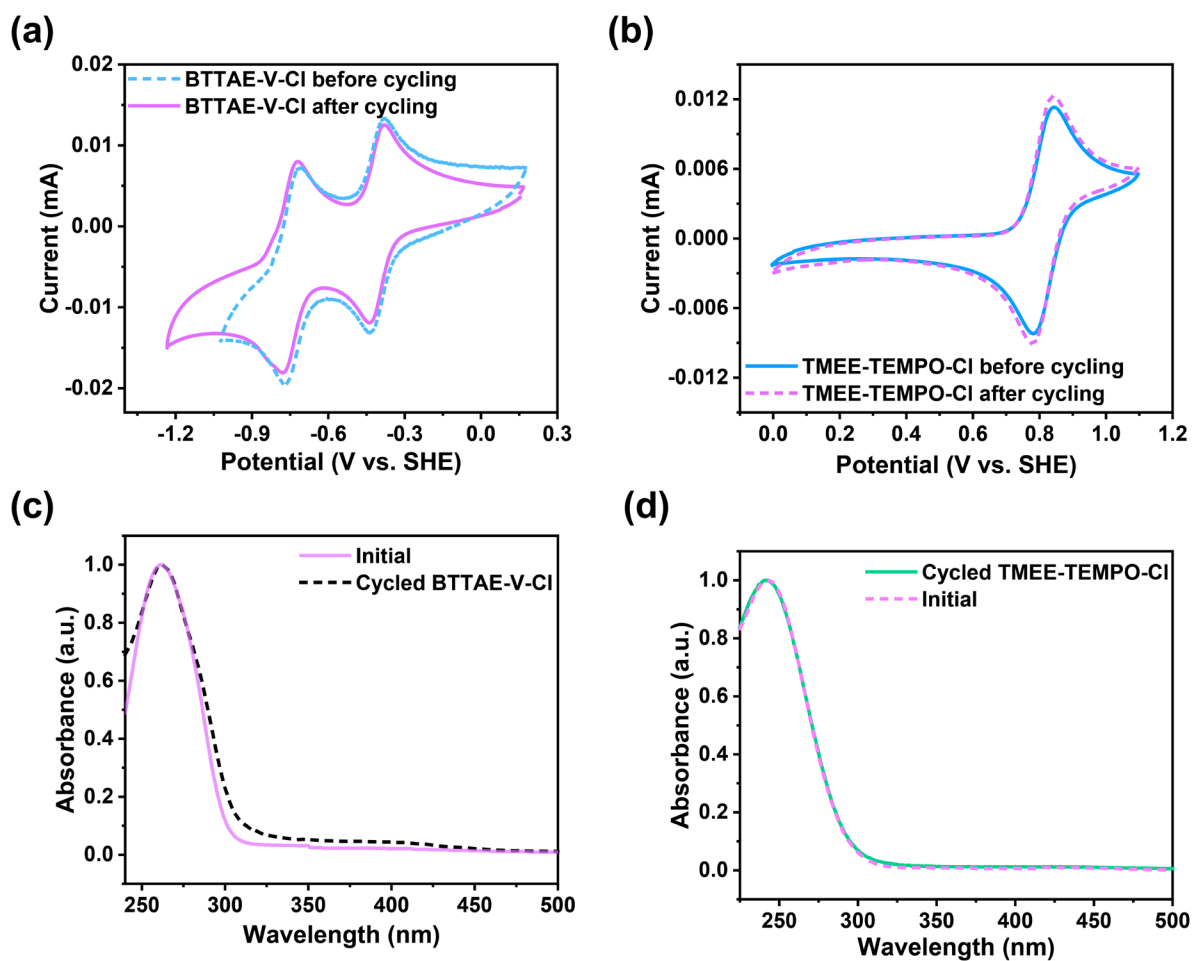 (a)
0.02
0.01
0.00
-0.01
-0.02
Current (mA)
BTTAE-V-Cl before cycling
BTTAE-V-Cl after cycling
-1.2
-0.9
-0.6
-0.3
0.0
0.3
Potential (V vs. SHE)
(b)
0.012
0.006
0.000
-0.006
-0.012
Current (mA)
TMEE-TEMPO-Cl before cycling
TMEE-TEMPO-Cl after cycling
0.0
0.2
0.4
0.6
0.8
1.0
1.2
Potential (V vs. SHE)
(c)
1.0
0.8
0.6
0.4
0.2
0.0
Absorbance (a.u.)
Initial
Cycled BTTAE-V-Cl
250
300
350
400
450
500
Wavelength (nm)
(d)
1.0
0.8
0.6
0.4
0.2
0.0
Absorbance (a.u.)
Cycled TMEE-TEMPO-Cl
Initial
250
300
350
400
450
500
Wavelength (nm)